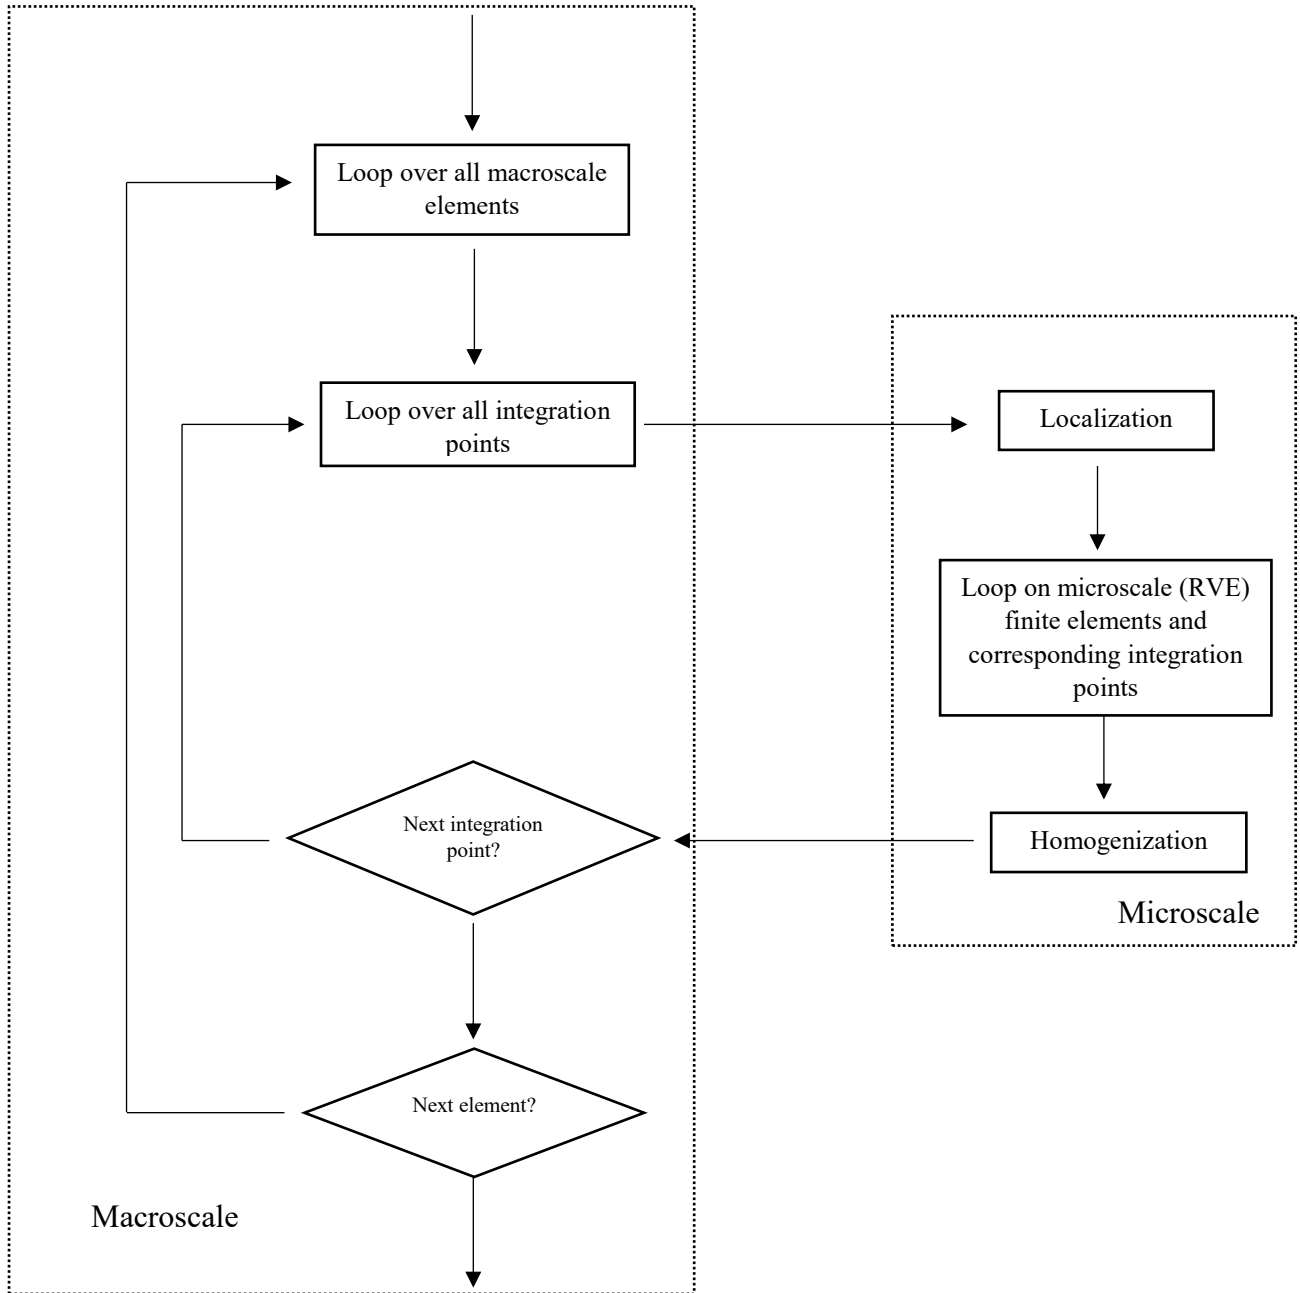 Loop over all macroscale
elements
Loop over all integration
points
Localization
Loop on microscale (RVE)
finite elements and
corresponding integration
points
Next integration
point?
Homogenization
Microscale
Next element?
Macroscale